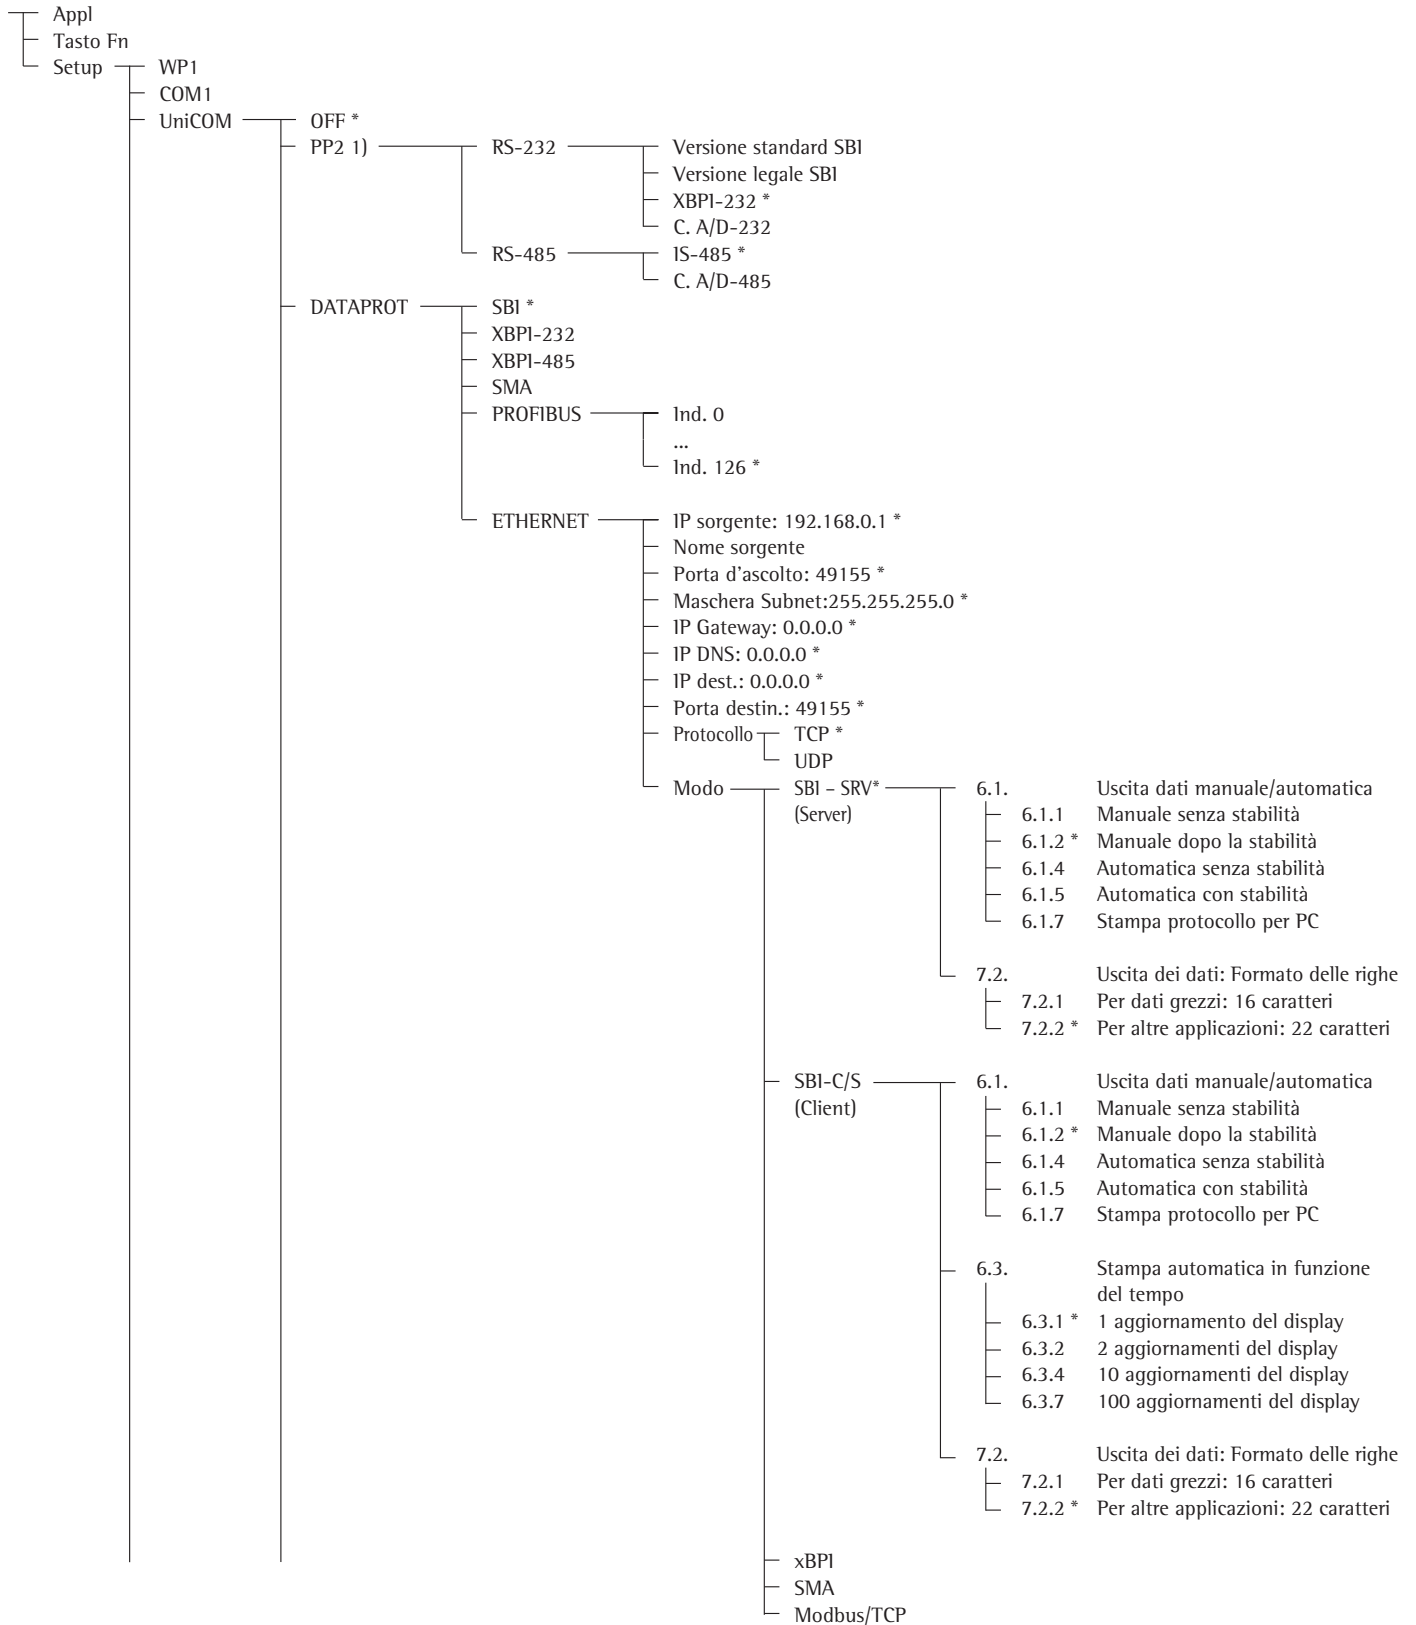 Appl
Tasto Fn
Setup WP1
COM1
UniCOM OFF *
PP2 1) RS-232 Versione standard SBI
Versione legale SBI
XBPI-232 *
C. A/D-232
RS-485 IS-485 *
C. A/D-485
DATAPROT SBI *
XBPI-232
XBPI-485
SMA
PROFIBUS Ind. 0
...
Ind. 126 *
ETHERNET IP sorgente: 192.168.0.1 *
Nome sorgente
Porta d'ascolto: 49155 *
Maschera Subnet:255.255.255.0 *
IP Gateway: 0.0.0.0 *
IP DNS: 0.0.0.0 *
IP dest.: 0.0.0.0 *
Porta destin.: 49155 *
Protocollo TCP *
UDP
Modo SBI – SRV* 6.1. Uscita dati manuale/automatica
(Server) 6.1.1 Manuale senza stabilità
6.1.2 * Manuale dopo la stabilità
6.1.4 Automatica senza stabilità
6.1.5 Automatica con stabilità
6.1.7 Stampa protocollo per PC
7.2. Uscita dei dati: Formato delle righe
7.2.1 Per dati grezzi: 16 caratteri
7.2.2 * Per altre applicazioni: 22 caratteri
SBI-C/S 6.1. Uscita dati manuale/automatica
(Client) 6.1.1 Manuale senza stabilità
6.1.2 * Manuale dopo la stabilità
6.1.4 Automatica senza stabilità
6.1.5 Automatica con stabilità
6.1.7 Stampa protocollo per PC
6.3. Stampa automatica in funzione
del tempo
6.3.1 * 1 aggiornamento del display
6.3.2 2 aggiornamenti del display
6.3.4 10 aggiornamenti del display
6.3.7 100 aggiornamenti del display
7.2. Uscita dei dati: Formato delle righe
7.2.1 Per dati grezzi: 16 caratteri
7.2.2 * Per altre applicazioni: 22 caratteri
xBPI
SMA
Modbus/TCP